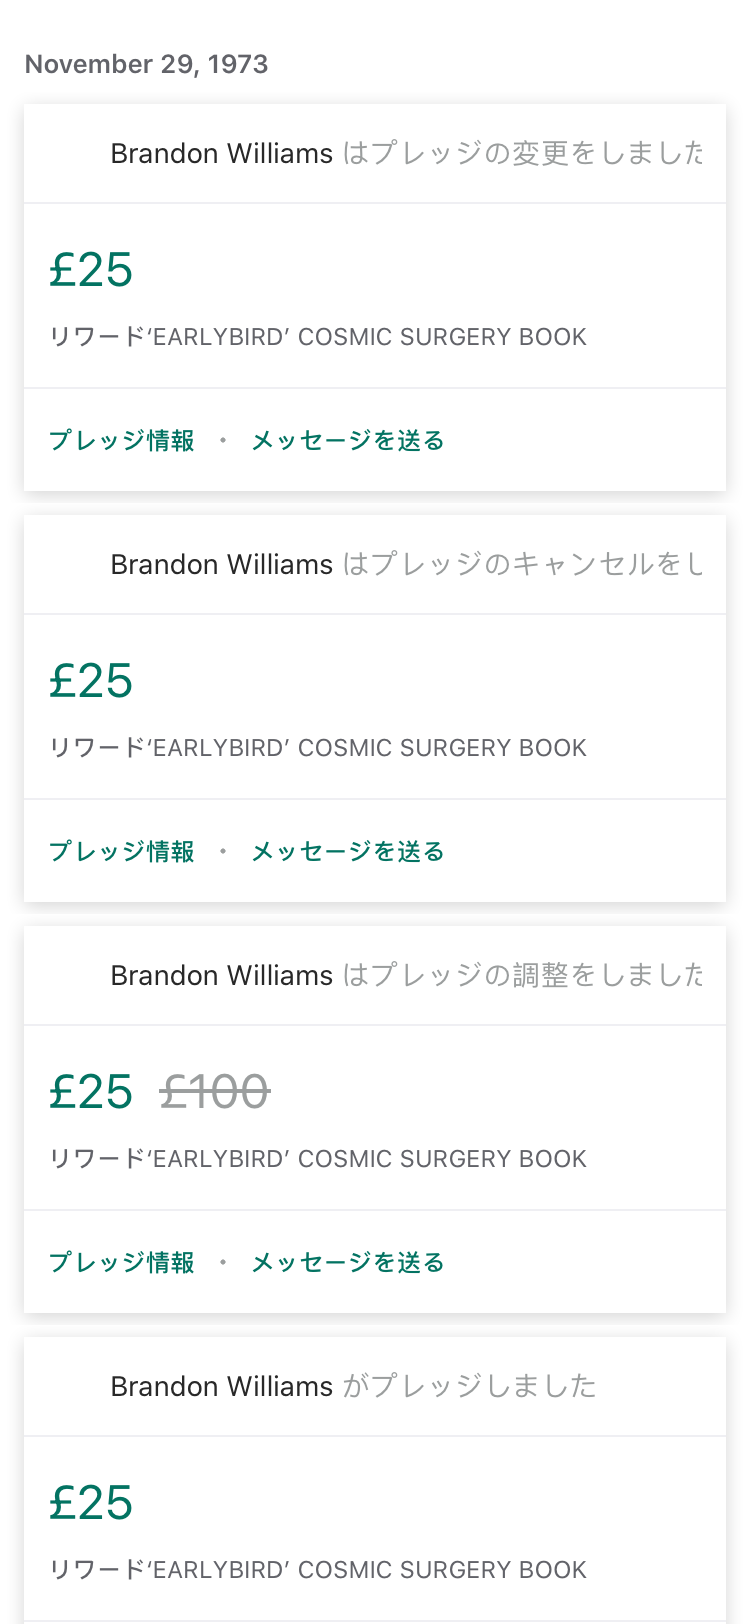 November 29, 1973
Brandon Williams はプレッジの変更をしました
£25
リワード‘EARLYBIRD’ COSMIC SURGERY BOOK
プレッジ情報 • メッセージを送る
Brandon Williams はプレッジのキャンセルをし
£25
リワード‘EARLYBIRD’ COSMIC SURGERY BOOK
プレッジ情報 • メッセージを送る
Brandon Williams はプレッジの調整をしました
£25 £100
リワード‘EARLYBIRD’ COSMIC SURGERY BOOK
プレッジ情報 • メッセージを送る
Brandon Williams がプレッジしました
£25
リワード‘EARLYBIRD’ COSMIC SURGERY BOOK